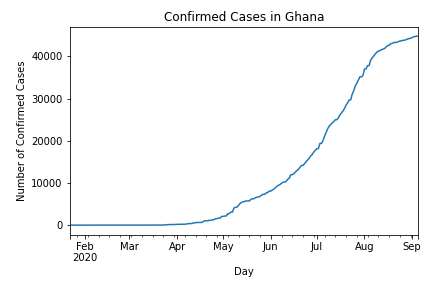 Confirmed Cases in Ghana
Number of Confirmed Cases
40000
30000
20000
10000
0
Feb Mar Apr May Jun Jul Aug Sep
2020
Day